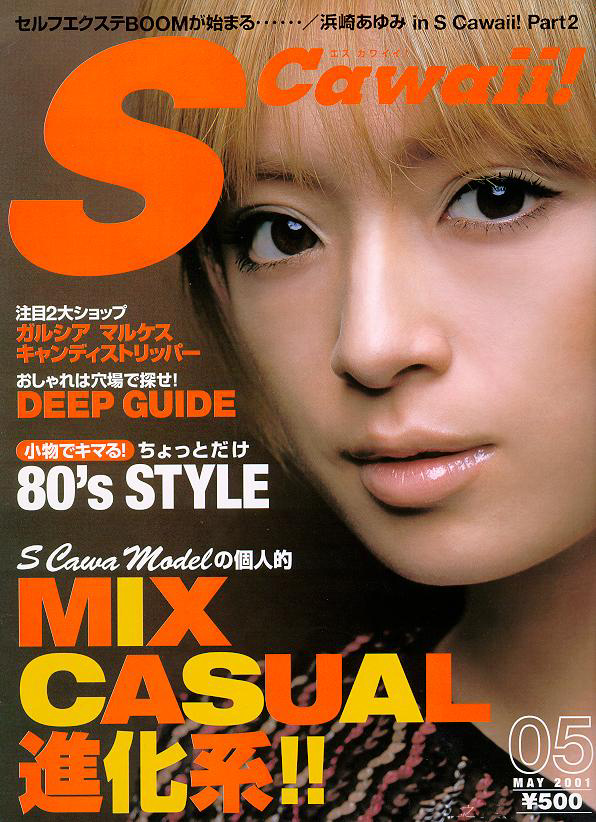 セルフエクステBOOMが始まる‥‥‥／浜崎あゆみ in S Cawaii! Part2
エス カワイイ!
S Cawaii!
注目2大ショップ
ガルシア マルケス
キャンディストリッパー
おしゃれは穴場で探せ!
DEEP GUIDE
小物でキマる! ちょっとだけ
80's STYLE
S Cawa Modelの個人的
MIX
CASUAL
進化系!!
05
MAY 2001
¥500